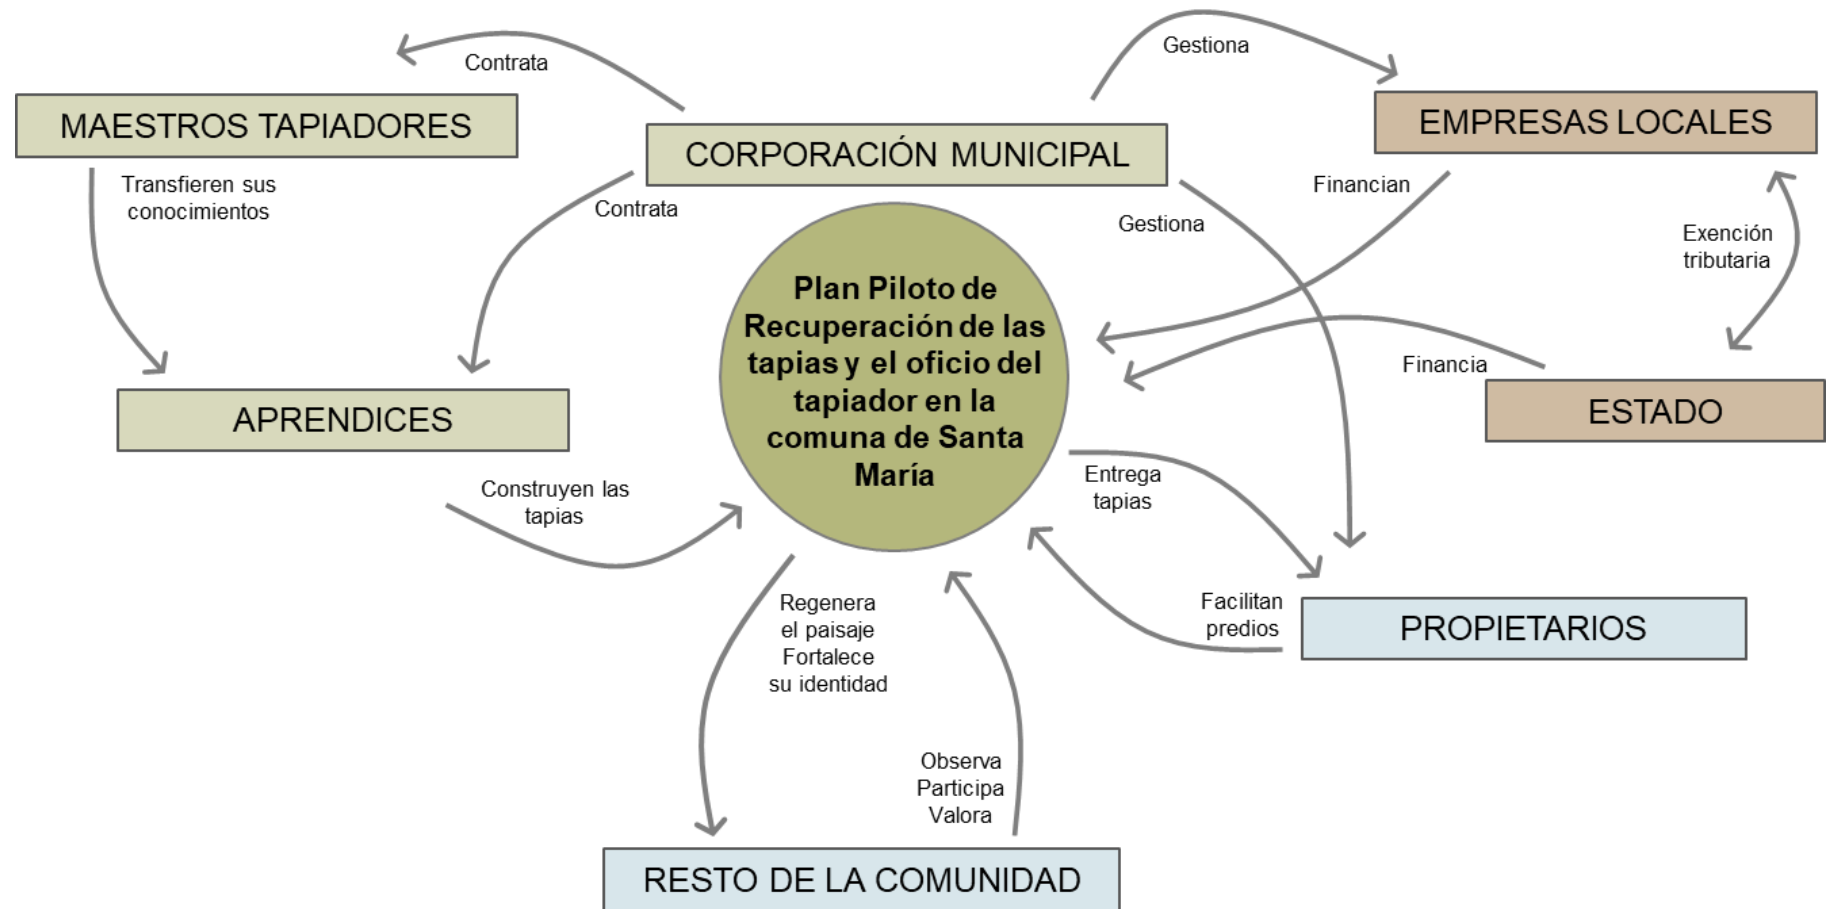 Contrata
Gestiona
MAESTROS TAPIADORES
CORPORACIÓN MUNICIPAL
EMPRESAS LOCALES
Transfieren sus
conocimientos
Contrata
Gestiona
Financian
Exención
tributaria
Plan Piloto de
Recuperación de las
tapias y el oficio del
tapiador en la
comuna de Santa
María
Financia
APRENDICES
ESTADO
Construyen las
tapias
Entrega
tapias
Regenera
el paisaje
Fortalece
su identidad
Facilitan
predios
PROPIETARIOS
Observa
Participa
Valora
RESTO DE LA COMUNIDAD